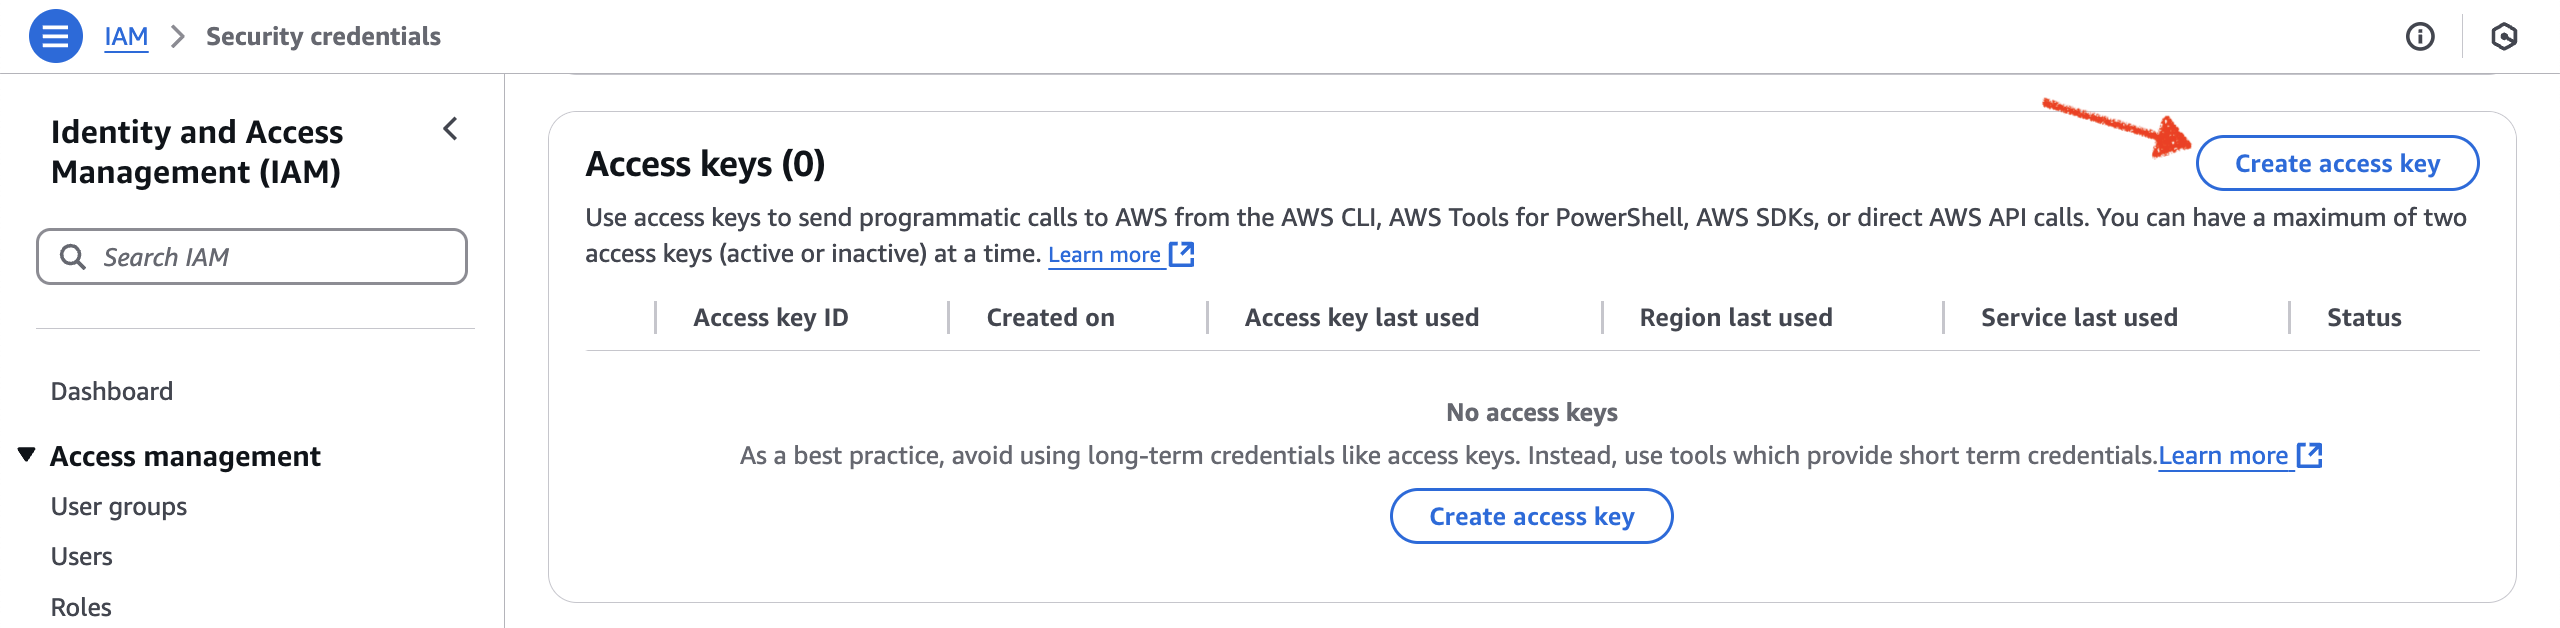 IAM > Security credentials
Identity and Access
Management (IAM)
Search IAM
Dashboard
Access management
User groups
Users
Roles
Access keys (0)
Create access key
Use access keys to send programmatic calls to AWS from the AWS CLI, AWS Tools for PowerShell, AWS SDKs, or direct AWS API calls. You can have a maximum of two
access keys (active or inactive) at a time. Learn more
Access key ID Created on Access key last used Region last used Service last used Status
No access keys
As a best practice, avoid using long-term credentials like access keys. Instead, use tools which provide short term credentials.Learn more
Create access key